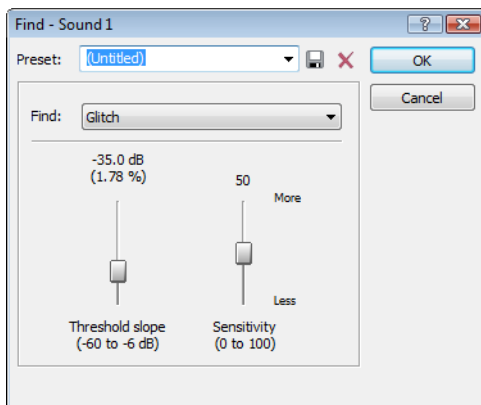 Find - Sound 1
Preset: (Untitled)
OK
Cancel
Find: Glitch
-35.0 dB
(1.78 %)
50
More
Less
Threshold slope
(-60 to -6 dB)
Sensitivity
(0 to 100)